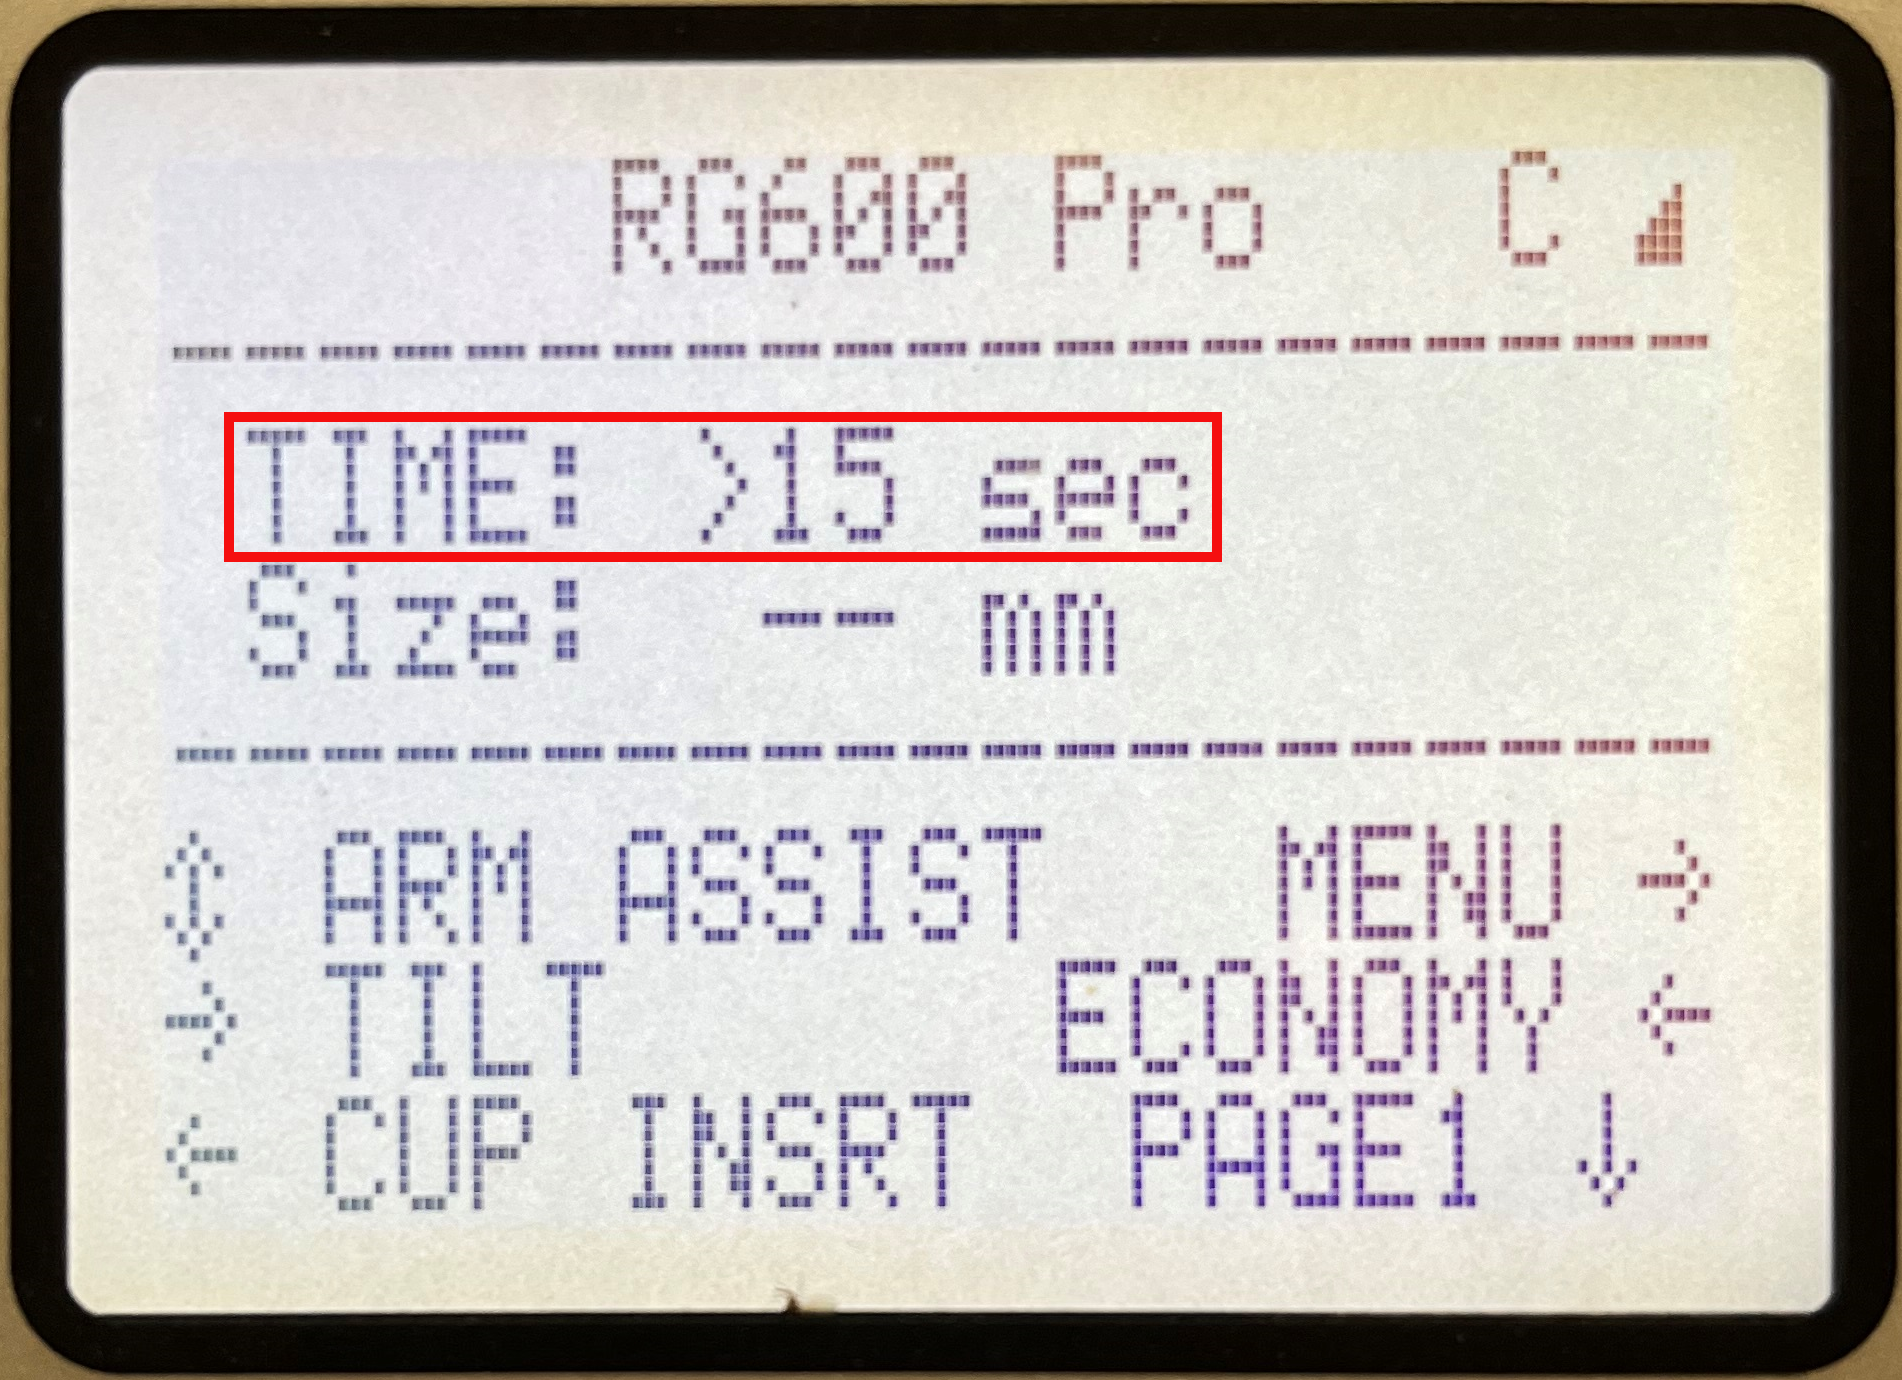 RG600 Pro C ◢
---------------------
TIME: >15 sec
Size: -- mm
---------------------
↕ ARM ASSIST MENU →
→ TILT ECONOMY ←
← CUP INSRT PAGE1 ↓